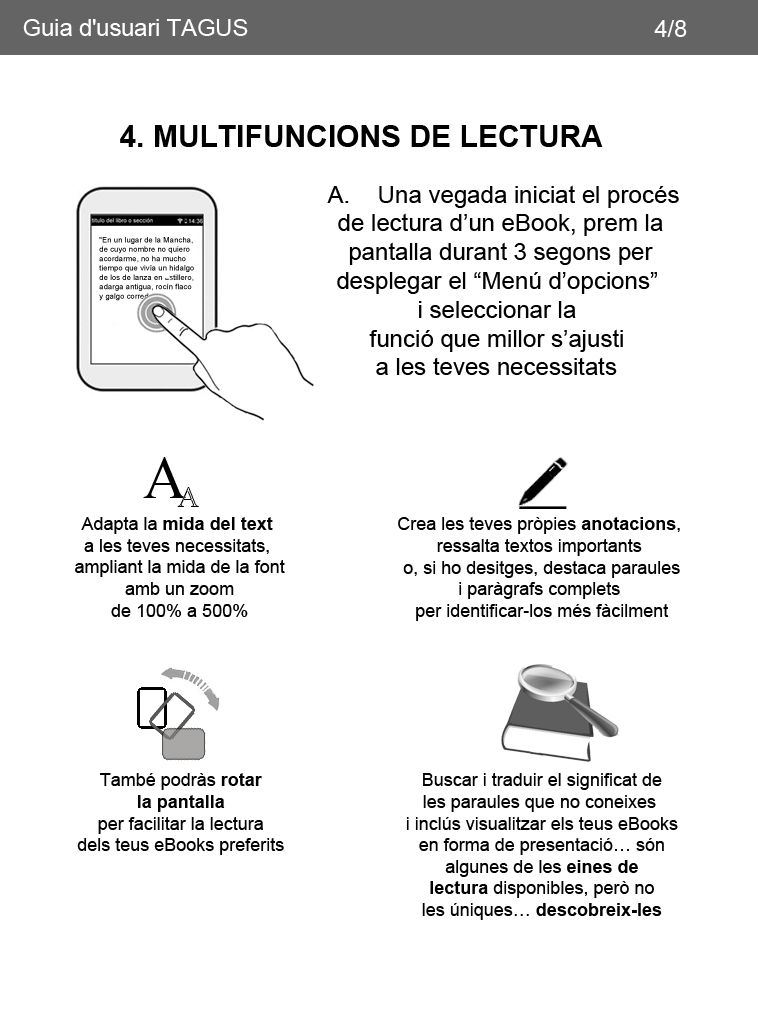 Guia d'usuari TAGUS 4/8
4. MULTIFUNCIONS DE LECTURA
A. Una vegada iniciat el procés
de lectura d’un eBook, prem la
pantalla durant 3 segons per
desplegar el “Menú d’opcions”
i seleccionar la
funció que millor s’ajusti
a les teves necessitats
título del libro o sección 14:36
"En un lugar de la Mancha,
de cuyo nombre no quiero
acordarme, no ha mucho
tiempo que vivía un hidalgo
de los de lanza en astillero,
adarga antigua, rocín flaco
y galgo corredor
A A
Adapta la mida del text
a les teves necessitats,
ampliant la mida de la font
amb un zoom
de 100% a 500%
Crea les teves pròpies anotacions,
ressalta textos importants
o, si ho desitges, destaca paraules
i paràgrafs complets
per identificar-los més fàcilment
També podràs rotar
la pantalla
per facilitar la lectura
dels teus eBooks preferits
Buscar i traduir el significat de
les paraules que no coneixes
i inclús visualitzar els teus eBooks
en forma de presentació… són
algunes de les eines de
lectura disponibles, però no
les úniques… descobreix-les